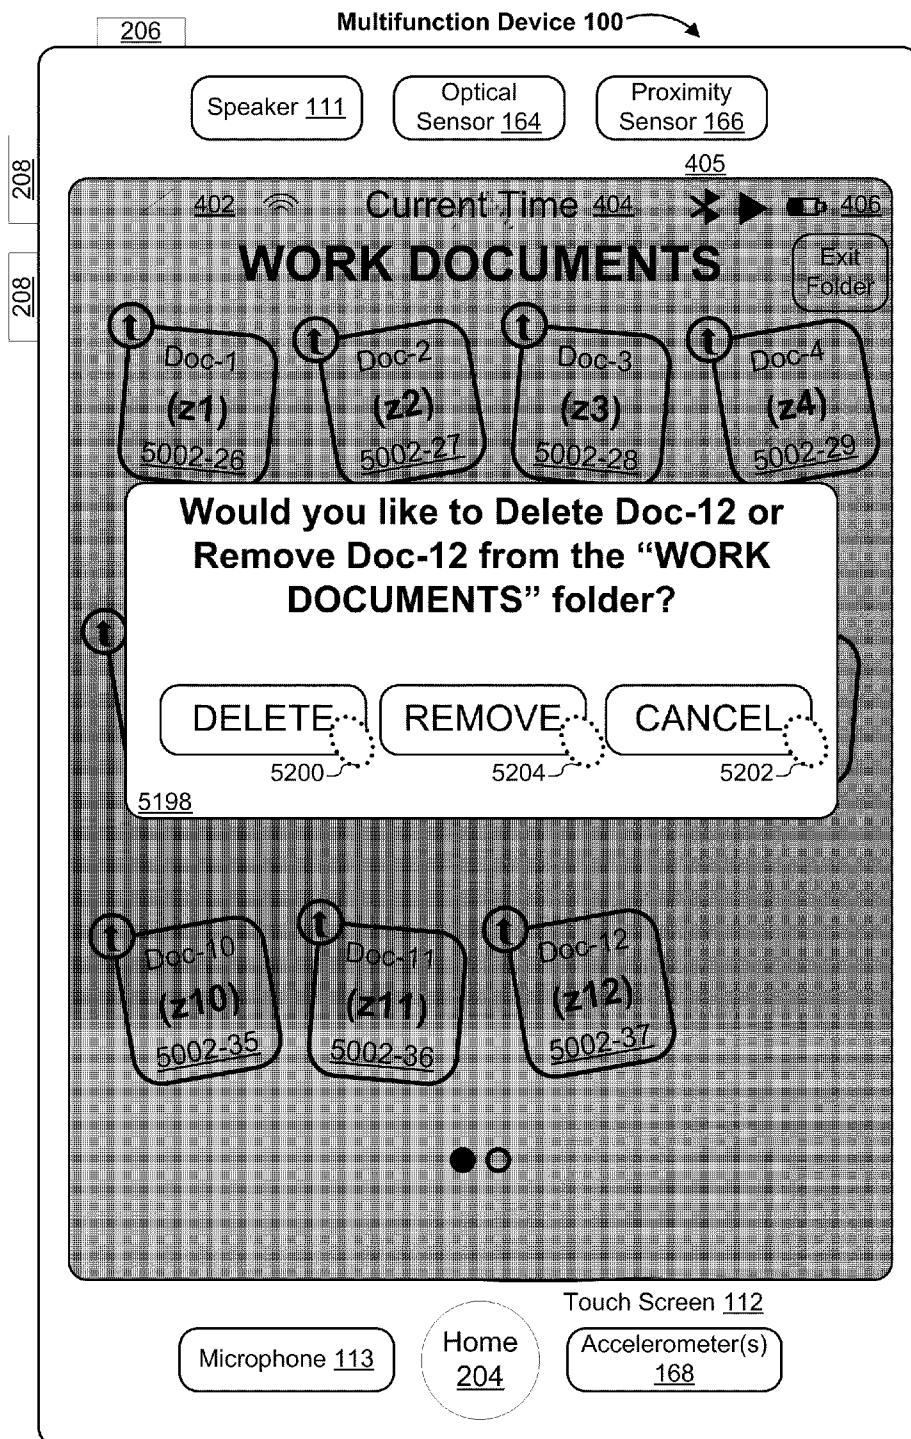 206
Multifunction Device 100
Speaker 111
Optical
Sensor 164
Proximity
Sensor 166
208
208
405
402
Current Time 404
406
WORK DOCUMENTS
Exit
Folder
Doc-1
(z1)
5002-26
Doc-2
(z2)
5002-27
Doc-3
(z3)
5002-28
Doc-4
(z4)
5002-29
Would you like to Delete Doc-12 or
Remove Doc-12 from the “WORK
DOCUMENTS” folder?
DELETE
REMOVE
CANCEL
5200
5204
5202
5198
Doc-10
(z10)
5002-35
Doc-11
(z11)
5002-36
Doc-12
(z12)
5002-37
Touch Screen 112
Microphone 113
Home
204
Accelerometer(s)
168